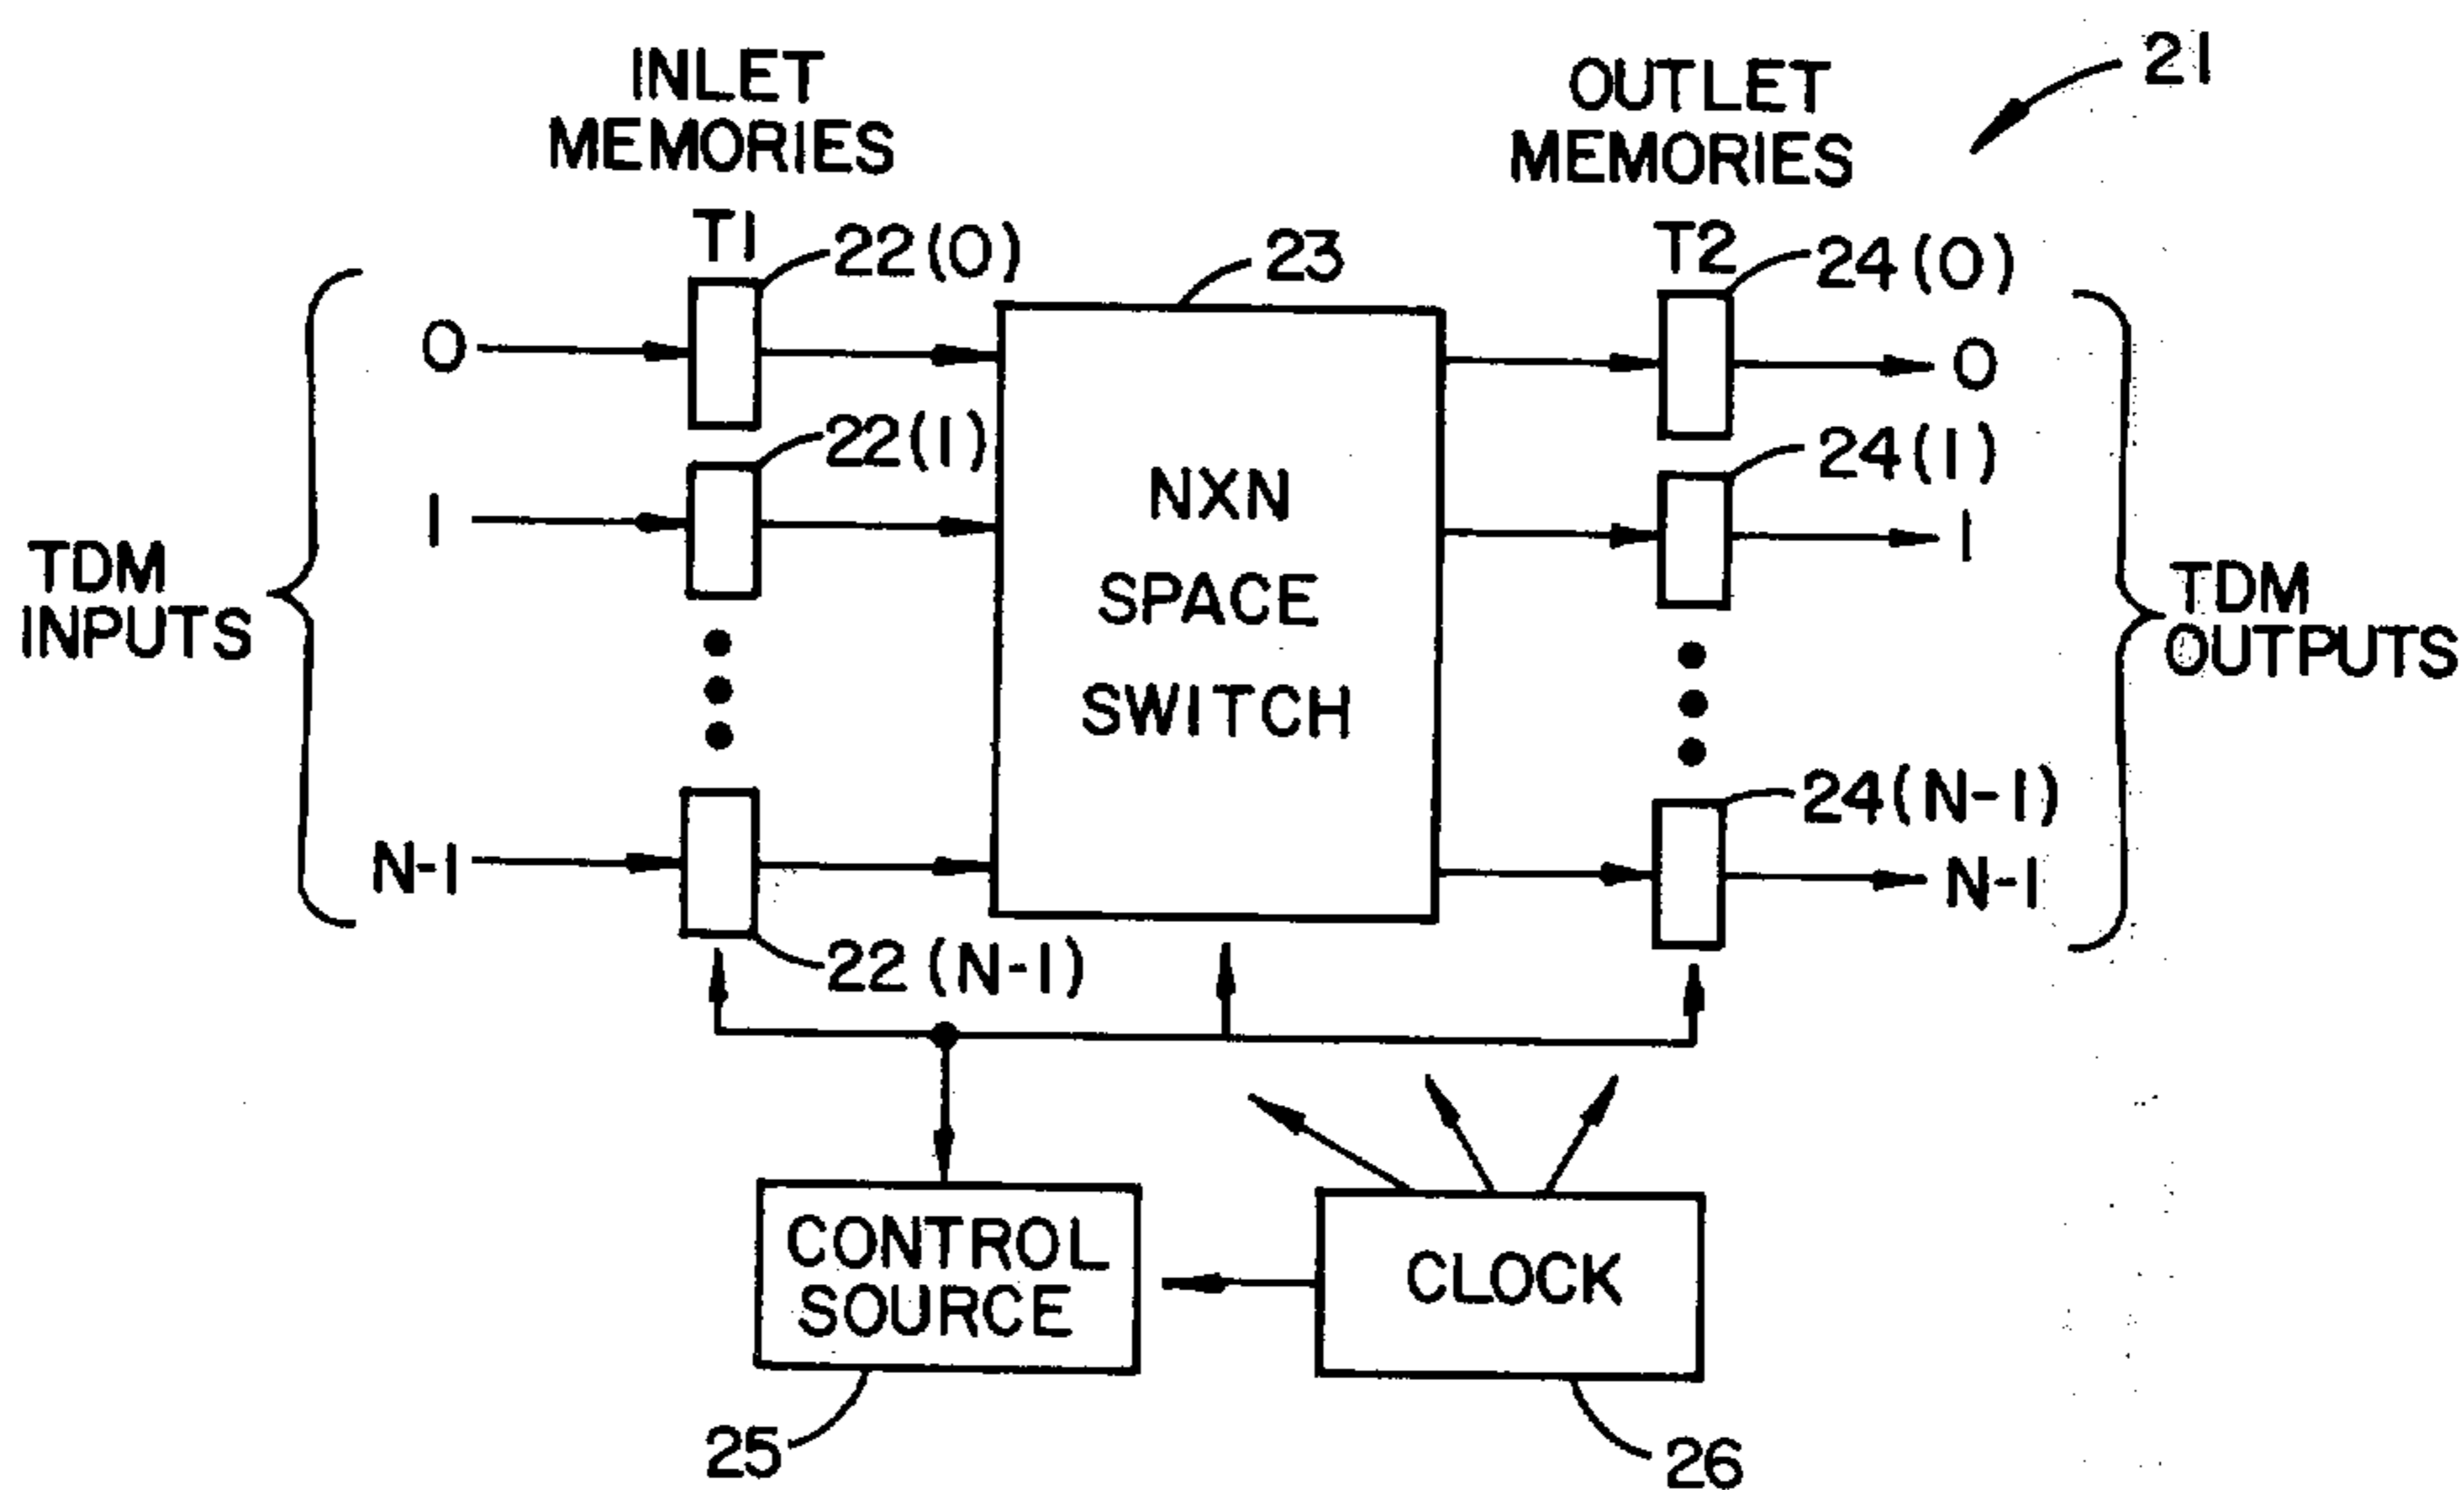 INLET
MEMORIES
T1
OUTLET
MEMORIES
T2
21
22(0)
23
24(0)
0
0
22(1)
24(1)
1
1
TDM
INPUTS
NXN
SPACE
SWITCH
TDM
OUTPUTS
24(N-1)
N-1
N-1
22(N-1)
CONTROL
SOURCE
CLOCK
25
26